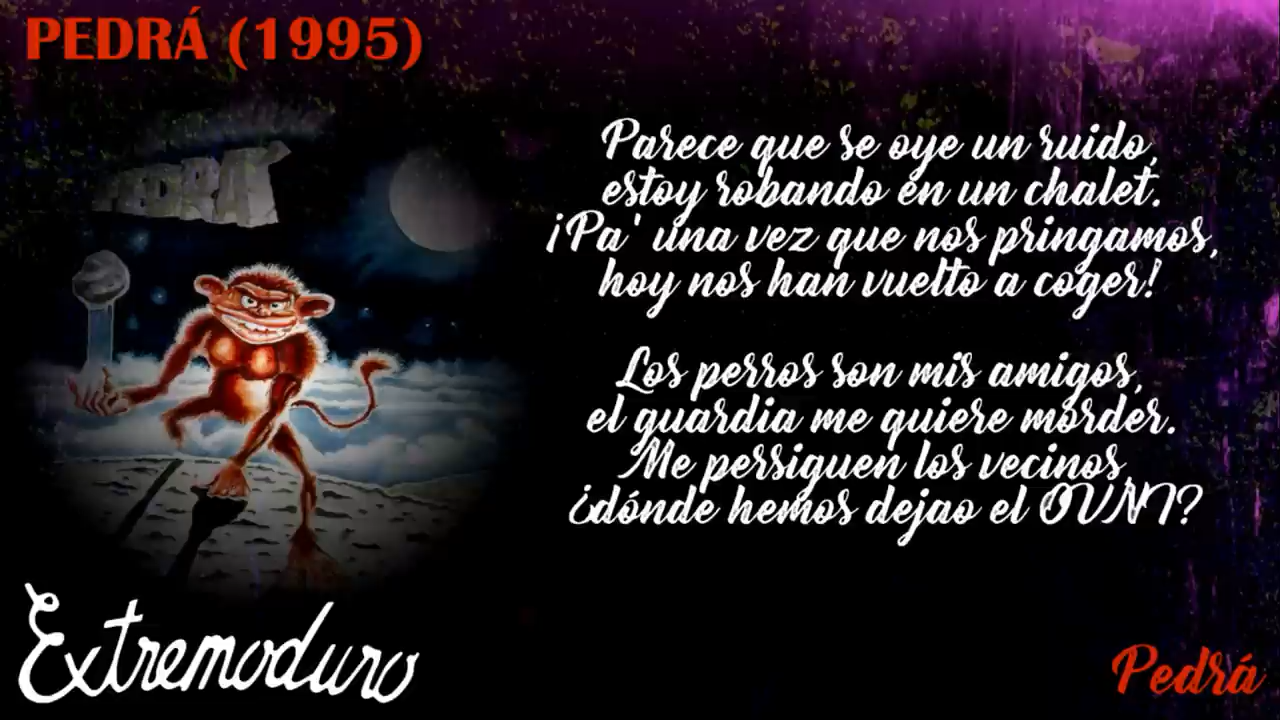 PEDRÁ (1995)
PEDRÁ
Parece que se oye un ruido,
estoy robando en un chalet.
¡Pa' una vez que nos pringamos,
hoy nos han vuelto a coger!
Los perros son mis amigos,
el guardia me quiere morder.
Me persiguen los vecinos,
¿dónde hemos dejao el OVNI?
Extremoduro
Pedrá